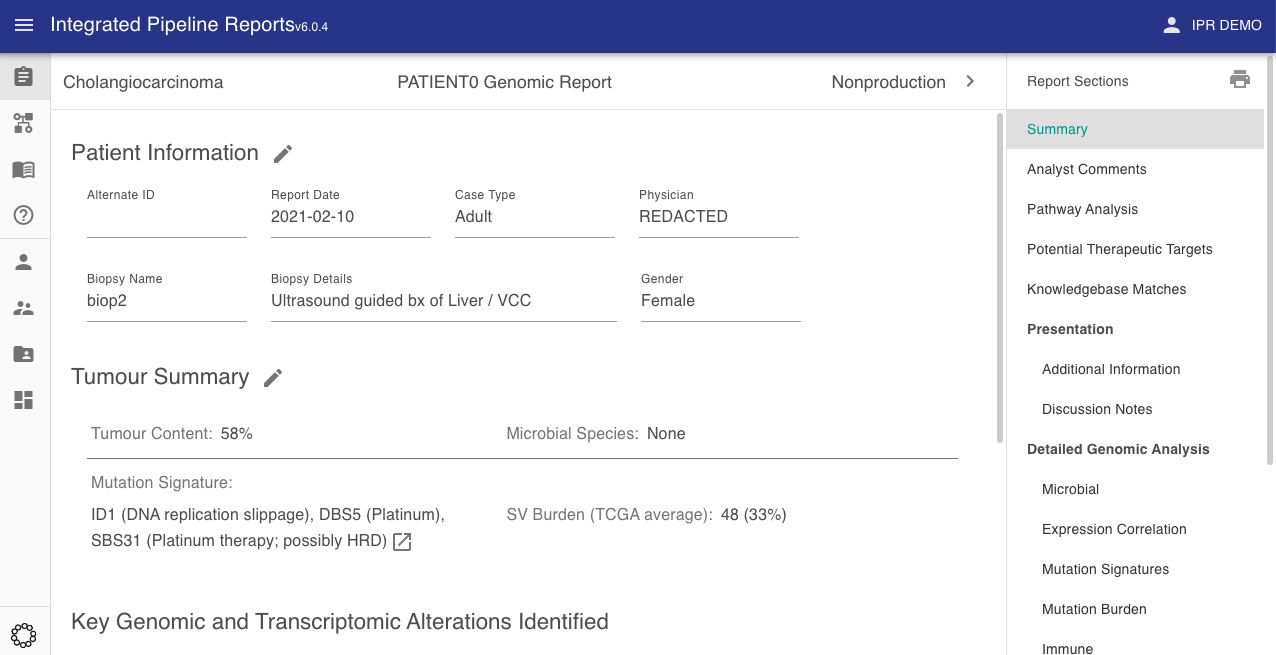 Integrated Pipeline Reportsv6.0.4
IPR DEMO
Cholangiocarcinoma
PATIENT0 Genomic Report
Nonproduction
Patient Information
Alternate ID
Report Date
Case Type
Physician
2021-02-10
Adult
REDACTED
Biopsy Name
Biopsy Details
Gender
biop2
Ultrasound guided bx of Liver / VCC
Female
Tumour Summary
Tumour Content: 58%
Microbial Species: None
Mutation Signature:
ID1 (DNA replication slippage), DBS5 (Platinum),
SBS31 (Platinum therapy; possibly HRD)
SV Burden (TCGA average): 48 (33%)
Key Genomic and Transcriptomic Alterations Identified
Report Sections
Summary
Analyst Comments
Pathway Analysis
Potential Therapeutic Targets
Knowledgebase Matches
Presentation
Additional Information
Discussion Notes
Detailed Genomic Analysis
Microbial
Expression Correlation
Mutation Signatures
Mutation Burden
Immune